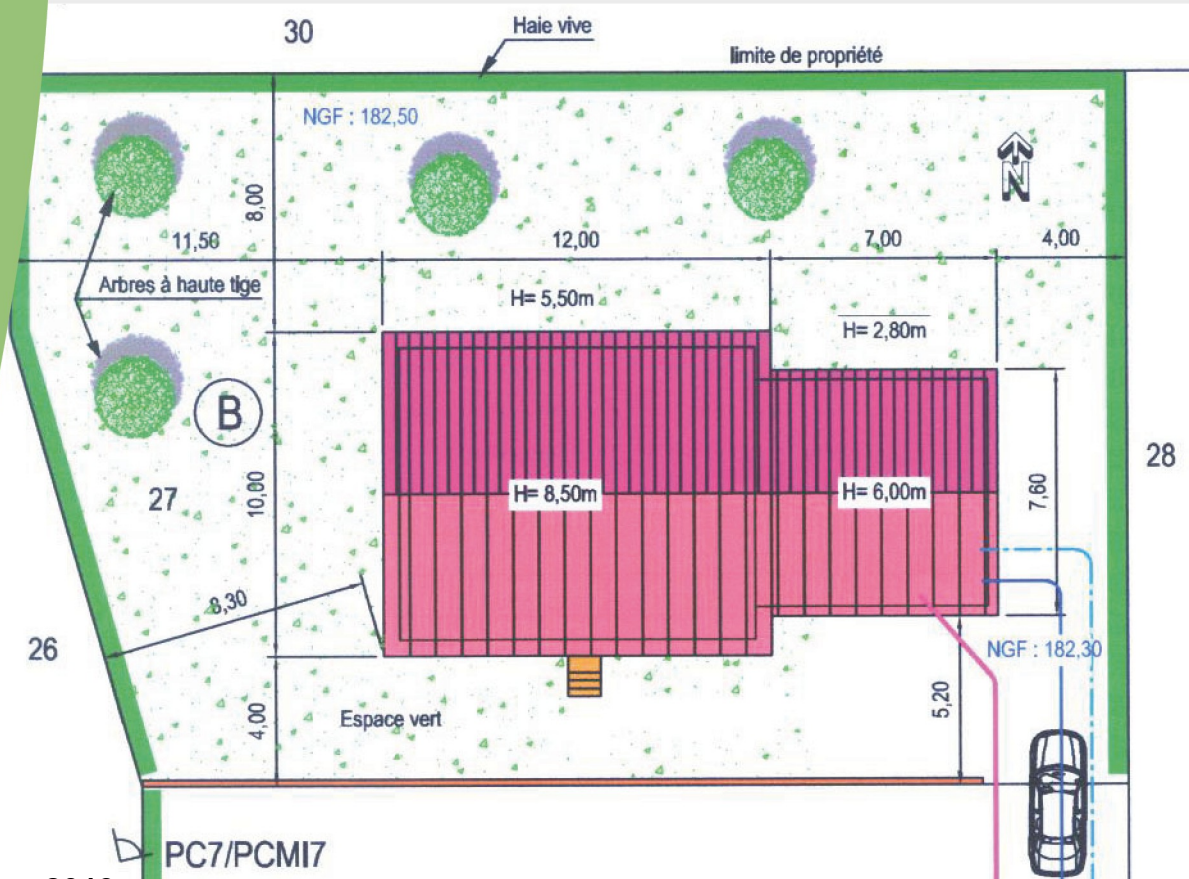 30
Haie vive
limite de propriété
NGF : 182,50
N
8,00
11,50
12,00
7,00
4,00
Arbres à haute tige
H= 5,50m
H= 2,80m
B
28
27
10,00
H= 8,50m
H= 6,00m
7,60
8,30
26
NGF : 182,30
5,20
4,00
Espace vert
PC7/PCMI7